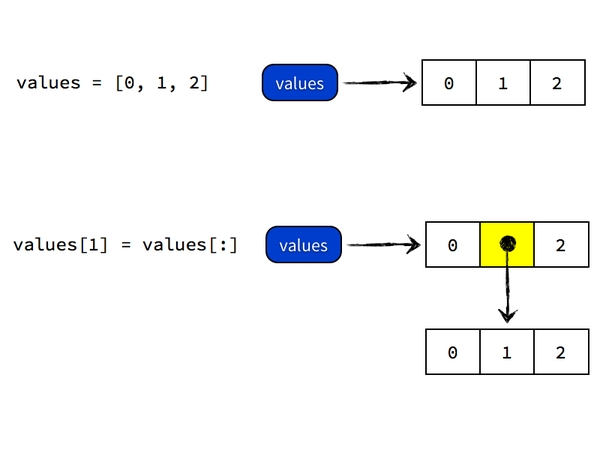 values = [0, 1, 2] values 0 1 2
values[1] = values[:] values 0 2
0 1 2